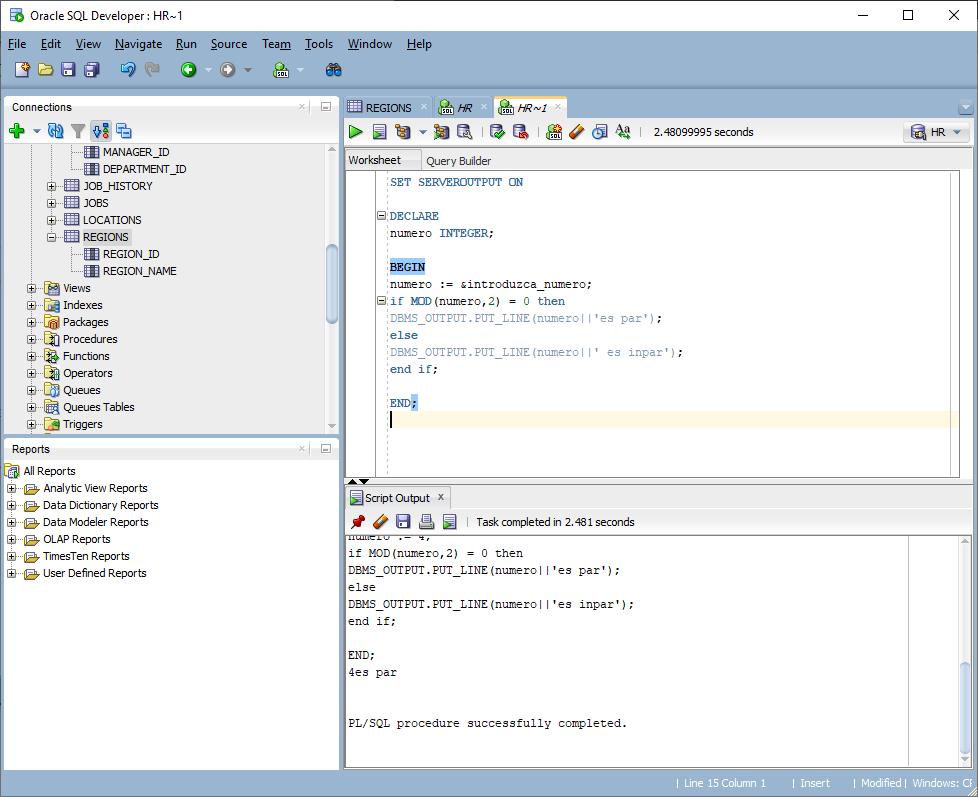 Oracle SQL Developer : HR~1
File Edit View Navigate Run Source Team Tools Window Help
Connections
MANAGER_ID
DEPARTMENT_ID
JOB_HISTORY
JOBS
LOCATIONS
REGIONS
REGION_ID
REGION_NAME
Views
Indexes
Packages
Procedures
Functions
Operators
Queues
Queues Tables
Triggers
Reports
All Reports
Analytic View Reports
Data Dictionary Reports
Data Modeler Reports
OLAP Reports
TimesTen Reports
User Defined Reports
REGIONS HR HR~1
2.48099995 seconds HR
Worksheet Query Builder
SET SERVEROUTPUT ON
DECLARE
numero INTEGER;
BEGIN
numero := &introduzca_numero;
if MOD(numero,2) = 0 then
DBMS_OUTPUT.PUT_LINE(numero||'es par');
else
DBMS_OUTPUT.PUT_LINE(numero||' es inpar');
end if;
END;
Script Output
Task completed in 2.481 seconds
numero := 4;
if MOD(numero,2) = 0 then
DBMS_OUTPUT.PUT_LINE(numero||'es par');
else
DBMS_OUTPUT.PUT_LINE(numero||'es inpar');
end if;
END;
4es par
PL/SQL procedure successfully completed.
| Line 15 Column 1 | Insert | Modified | Windows: